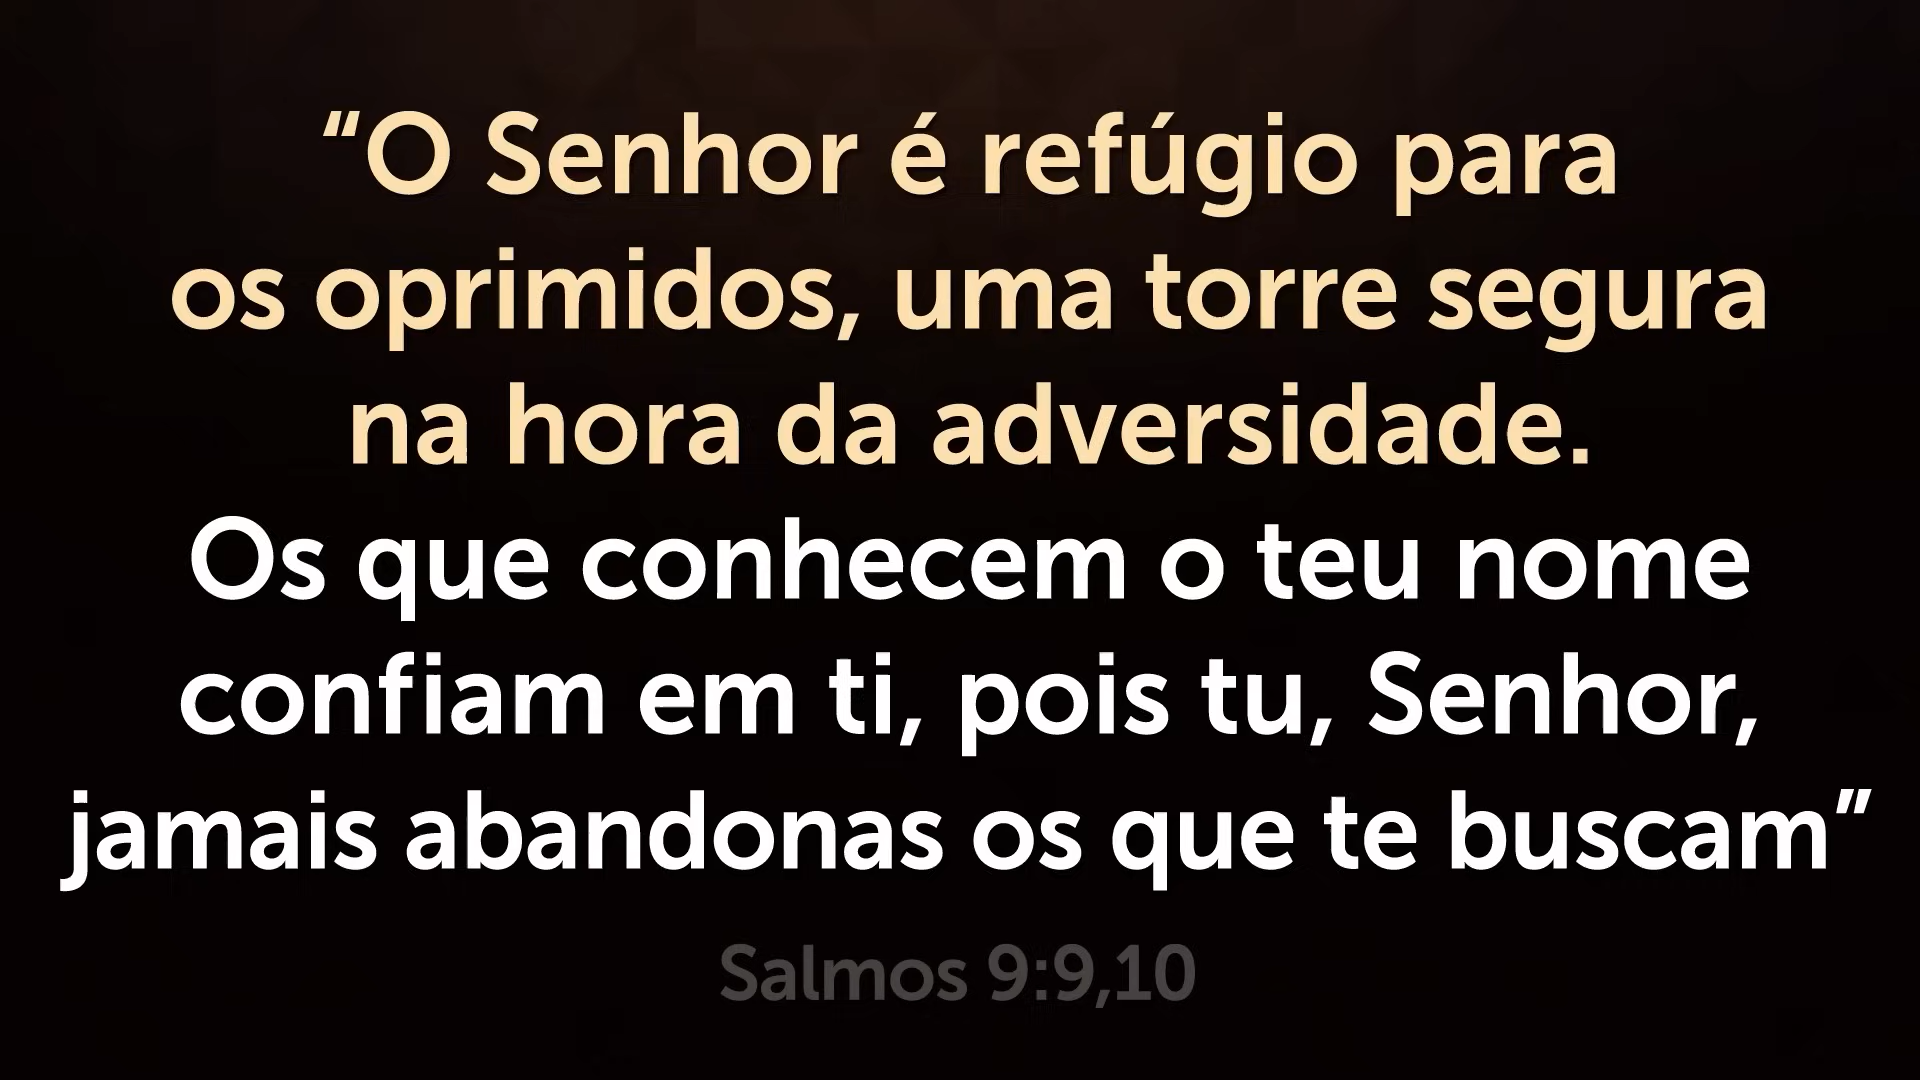 “O Senhor é refúgio para
os oprimidos, uma torre segura
na hora da adversidade.
Os que conhecem o teu nome
confiam em ti, pois tu, Senhor,
jamais abandonas os que te buscam”
Salmos 9:9,10